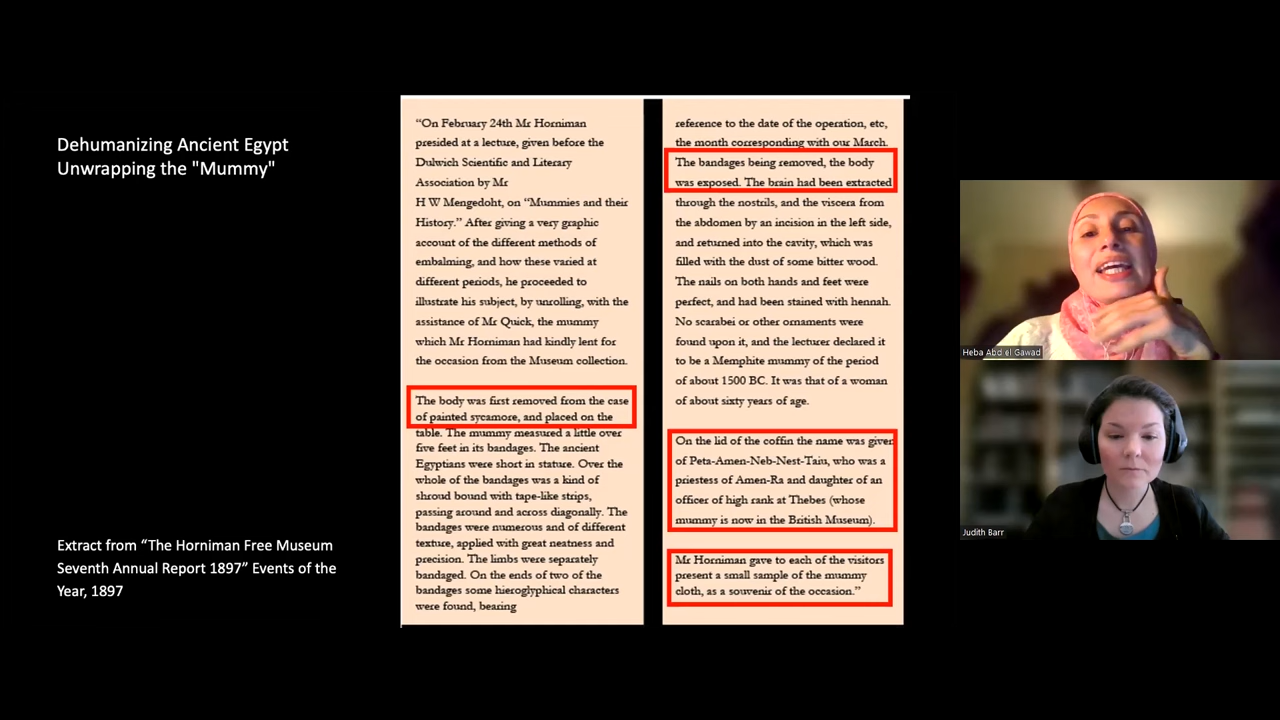 Dehumanizing Ancient Egypt
Unwrapping the "Mummy"
Extract from “The Horniman Free Museum
Seventh Annual Report 1897” Events of the
Year, 1897
“On February 24th Mr Horniman
presided at a lecture, given before the
Dulwich Scientific and Literary
Association by Mr
H W Mengedoht, on “Mummies and their
History.” After giving a very graphic
account of the different methods of
embalming, and how these varied at
different periods, he proceeded to
illustrate his subject, by unrolling, with the
assistance of Mr Quick, the mummy
which Mr Horniman had kindly lent for
the occasion from the Museum collection.
The body was first removed from the case
of painted sycamore, and placed on the
table. The mummy measured a little over
five feet in its bandages. The ancient
Egyptians were short in stature. Over the
whole of the bandages was a kind of
shroud bound with tape-like strips,
passing around and across diagonally. The
bandages were numerous and of different
texture, applied with great neatness and
precision. The limbs were separately
bandaged. On the ends of two of the
bandages some hieroglyphical characters
were found, bearing
reference to the date of the operation, etc,
the month corresponding with our March.
The bandages being removed, the body
was exposed. The brain had been extracted
through the nostrils, and the viscera from
the abdomen by an incision in the left side,
and returned into the cavity, which was
filled with the dust of some bitter wood.
The nails on both hands and feet were
perfect, and had been stained with hennah.
No scarabei or other ornaments were
found upon it, and the lecturer declared it
to be a Memphite mummy of the period
of about 1500 BC. It was that of a woman
of about sixty years of age.
On the lid of the coffin the name was given
of Peta-Amen-Neb-Nest-Taiu, who was a
priestess of Amen-Ra and daughter of an
officer of high rank at Thebes (whose
mummy is now in the British Museum).
Mr Horniman gave to each of the visitors
present a small sample of the mummy
cloth, as a souvenir of the occasion.”
Heba Abd el Gawad
Judith Barr